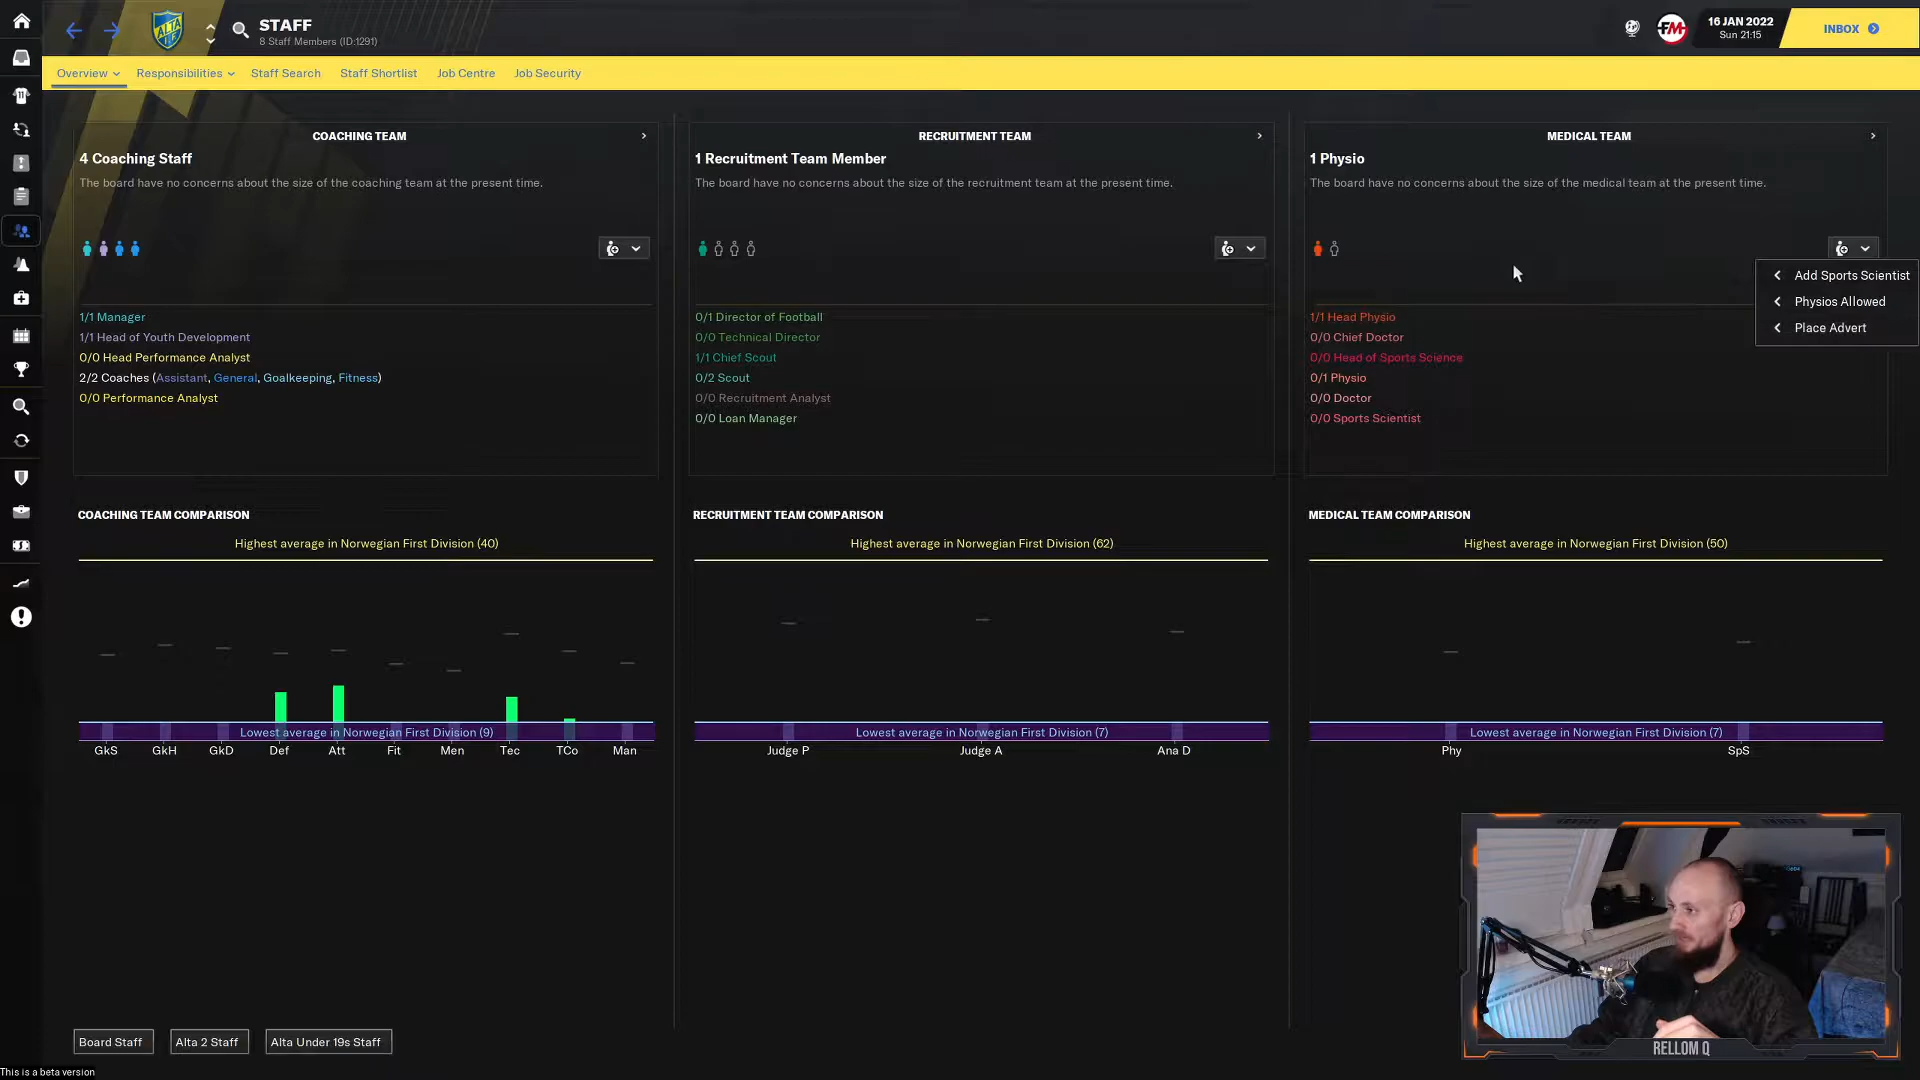 STAFF
8 Staff Members (ID:1291)
16 JAN 2022
Sun 21:15
INBOX
FM
ALTA
Overview
Responsibilities
Staff Search
Staff Shortlist
Job Centre
Job Security
COACHING TEAM
4 Coaching Staff
The board have no concerns about the size of the coaching team at the present time.
1/1 Manager
1/1 Head of Youth Development
0/0 Head Performance Analyst
2/2 Coaches (Assistant, General, Goalkeeping, Fitness)
0/0 Performance Analyst
RECRUITMENT TEAM
1 Recruitment Team Member
The board have no concerns about the size of the recruitment team at the present time.
0/1 Director of Football
0/0 Technical Director
1/1 Chief Scout
0/2 Scout
0/0 Recruitment Analyst
0/0 Loan Manager
MEDICAL TEAM
1 Physio
The board have no concerns about the size of the medical team at the present time.
Add Sports Scientist
Physios Allowed
Place Advert
1/1 Head Physio
0/0 Chief Doctor
0/0 Head of Sports Science
0/1 Physio
0/0 Doctor
0/0 Sports Scientist
COACHING TEAM COMPARISON
Highest average in Norwegian First Division (40)
Lowest average in Norwegian First Division (9)
GkS GkH GkD Def Att Fit Men Tec TCo Man
RECRUITMENT TEAM COMPARISON
Highest average in Norwegian First Division (62)
Lowest average in Norwegian First Division (7)
Judge P Judge A Ana D
MEDICAL TEAM COMPARISON
Highest average in Norwegian First Division (50)
Lowest average in Norwegian First Division (7)
Phy SpS
Board Staff
Alta 2 Staff
Alta Under 19s Staff
RELLOM Q
This is a beta version